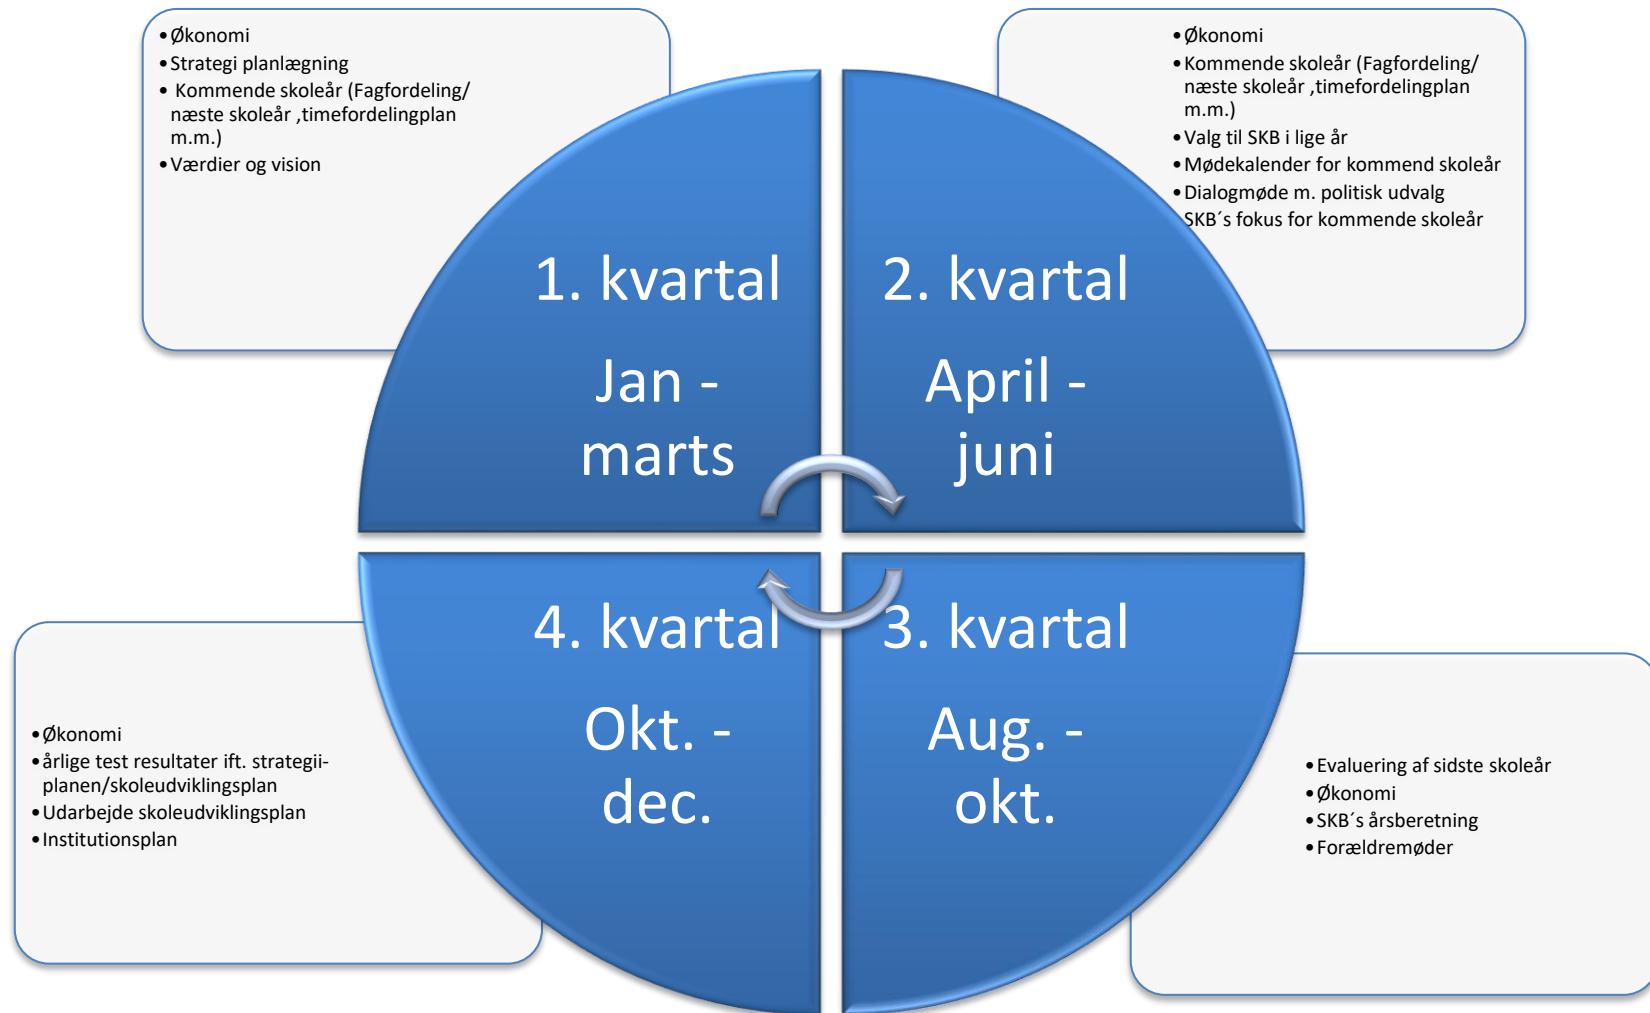 •Økonomi
•Strategi planlægning
• Kommende skoleår (Fagfordeling/
næste skoleår ,timefordelingplan
m.m.)
•Værdier og vision
•Økonomi
•Kommende skoleår (Fagfordeling/
næste skoleår ,timefordelingplan
m.m.)
•Valg til SKB i lige år
•Mødekalender for kommend skoleår
•Dialogmøde m. politisk udvalg
SKB´s fokus for kommende skoleår
1. kvartal
Jan -
marts
2. kvartal
April -
juni
4. kvartal
Okt. -
dec.
3. kvartal
Aug. -
okt.
•Økonomi
•årlige test resultater ift. strategii-
planen/skoleudviklingsplan
•Udarbejde skoleudviklingsplan
•Institutionsplan
•Evaluering af sidste skoleår
•Økonomi
•SKB´s årsberetning
•Forældremøder